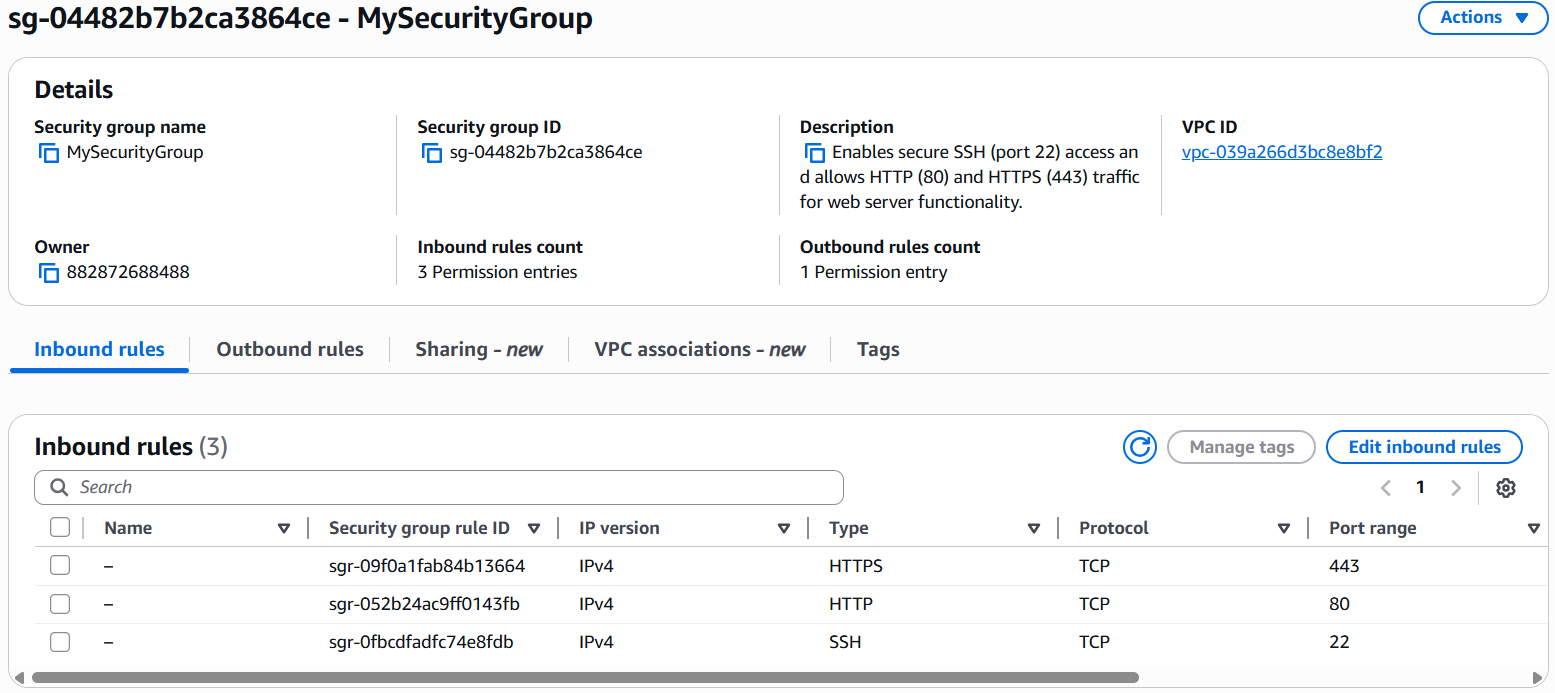 sg-04482b7b2ca3864ce - MySecurityGroup
Actions
Details
Security group name
MySecurityGroup
Security group ID
sg-04482b7b2ca3864ce
Description
Enables secure SSH (port 22) access an
d allows HTTP (80) and HTTPS (443) traffic
for web server functionality.
VPC ID
vpc-039a266d3bc8e8bf2
Owner
882872688488
Inbound rules count
3 Permission entries
Outbound rules count
1 Permission entry
Inbound rules Outbound rules Sharing - new VPC associations - new Tags
Inbound rules (3)
Manage tags
Edit inbound rules
Search
1
Name Security group rule ID IP version Type Protocol Port range
– sgr-09f0a1fab84b13664 IPv4 HTTPS TCP 443
– sgr-052b24ac9ff0143fb IPv4 HTTP TCP 80
– sgr-0fbcdfadfc74e8fdb IPv4 SSH TCP 22